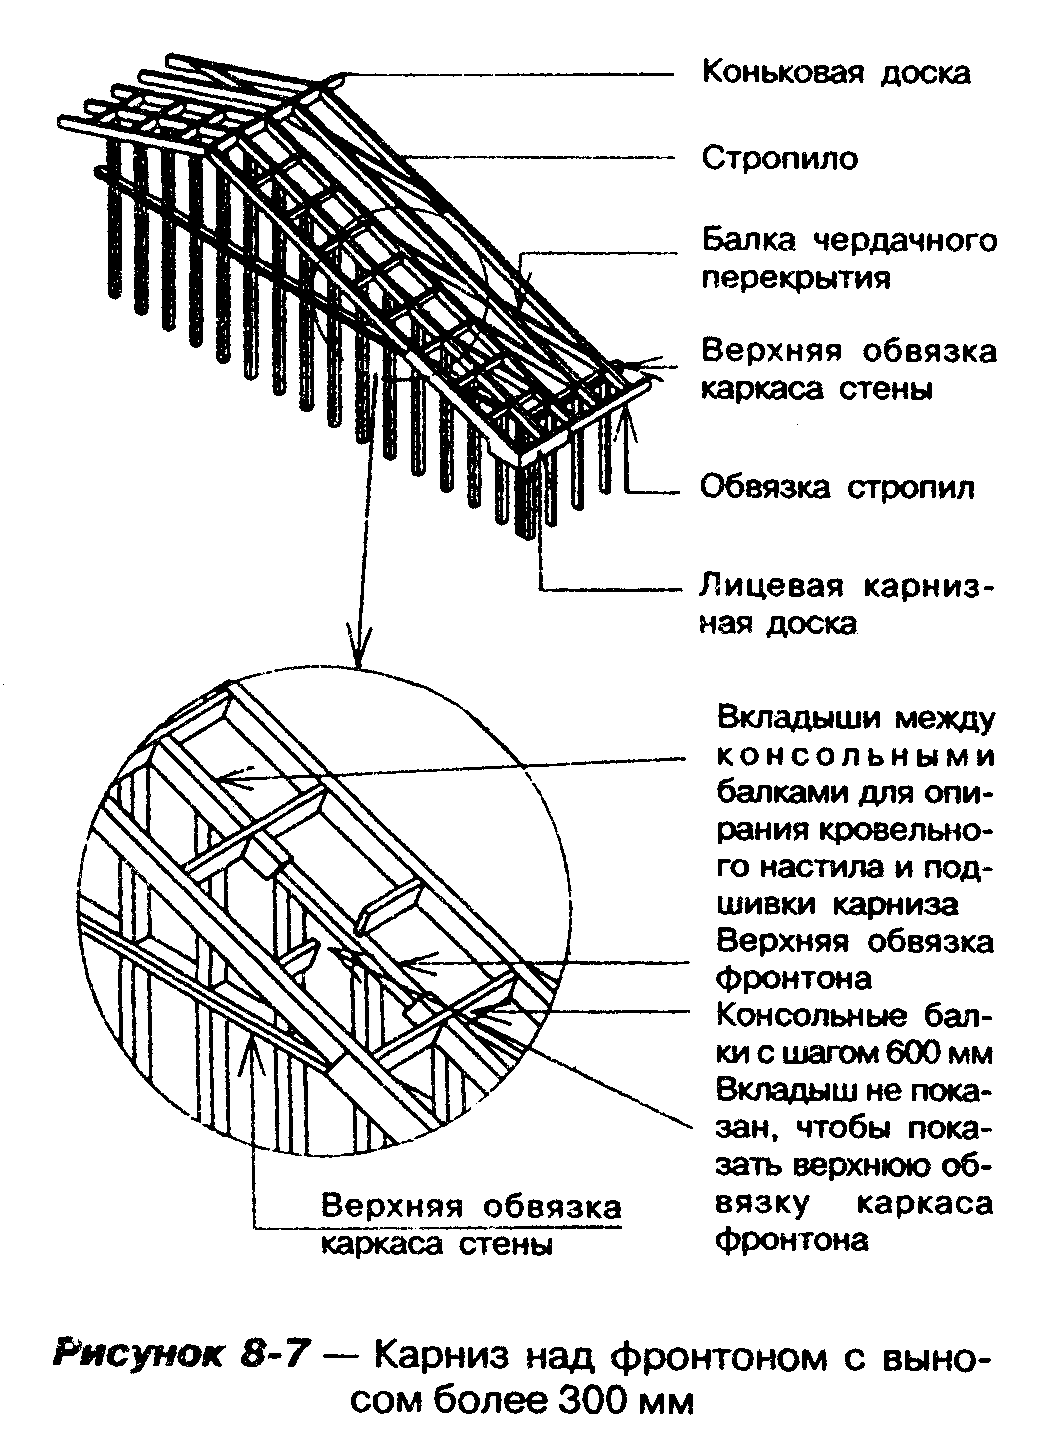 Коньковая доска
Стропило
Балка чердачного
перекрытия
Верхняя обвязка
каркаса стены
Обвязка стропил
Лицевая карниз-
ная доска
Вкладыши между
консольными
балками для опи-
рания кровельно-
го настила и под-
шивки карниза
Верхняя обвязка
фронтона
Консольные бал-
ки с шагом 600 мм
Вкладыш не пока-
зан, чтобы пока-
зать верхнюю об-
вязку каркаса
фронтона
Верхняя обвязка
каркаса стены
Рисунок 8-7 — Карниз над фронтоном с выно-
сом более 300 мм